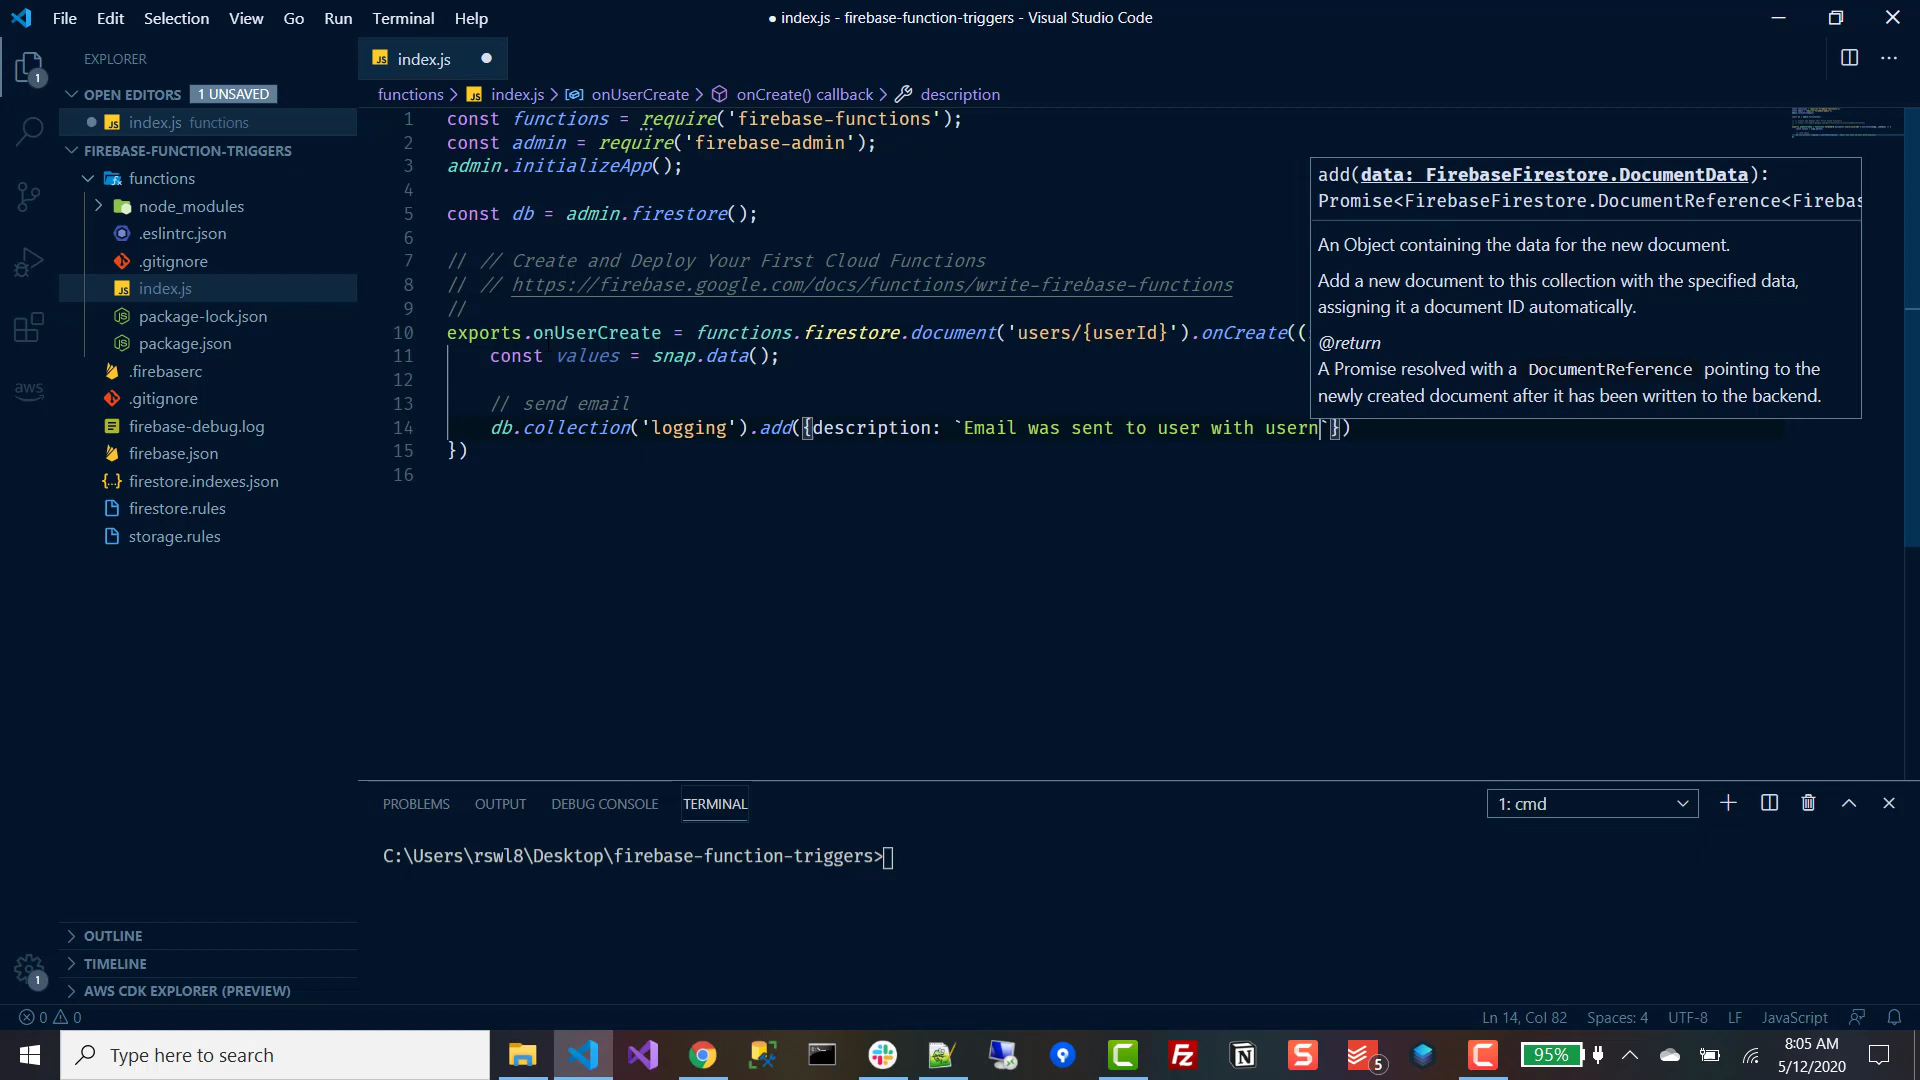 File Edit Selection View Go Run Terminal Help
● index.js - firebase-function-triggers - Visual Studio Code
EXPLORER
OPEN EDITORS 1 UNSAVED
index.js functions
FIREBASE-FUNCTION-TRIGGERS
functions
node_modules
.eslintrc.json
.gitignore
index.js
package-lock.json
package.json
.firebaserc
.gitignore
firebase-debug.log
firebase.json
firestore.indexes.json
firestore.rules
storage.rules
OUTLINE
TIMELINE
AWS CDK EXPLORER (PREVIEW)
1
aws
1
index.js
functions > index.js > onUserCreate > onCreate() callback > description
1 const functions = require('firebase-functions');
2 const admin = require('firebase-admin');
3 admin.initializeApp();
4
5 const db = admin.firestore();
6
7 // // Create and Deploy Your First Cloud Functions
8 // // https://firebase.google.com/docs/functions/write-firebase-functions
9 //
10 exports.onUserCreate = functions.firestore.document('users/{userId}').onCreate((
11 const values = snap.data();
12
13 // send email
14 db.collection('logging').add({description: `Email was sent to user with usern`})
15 })
16
add(data: FirebaseFirestore.DocumentData):
Promise<FirebaseFirestore.DocumentReference<Firebas
An Object containing the data for the new document.
Add a new document to this collection with the specified data,
assigning it a document ID automatically.
@return
A Promise resolved with a DocumentReference pointing to the
newly created document after it has been written to the backend.
PROBLEMS OUTPUT DEBUG CONSOLE TERMINAL
1: cmd
C:\Users\rswl8\Desktop\firebase-function-triggers>
0 0
Ln 14, Col 82 Spaces: 4 UTF-8 LF JavaScript
Type here to search
5
95%
8:05 AM
5/12/2020